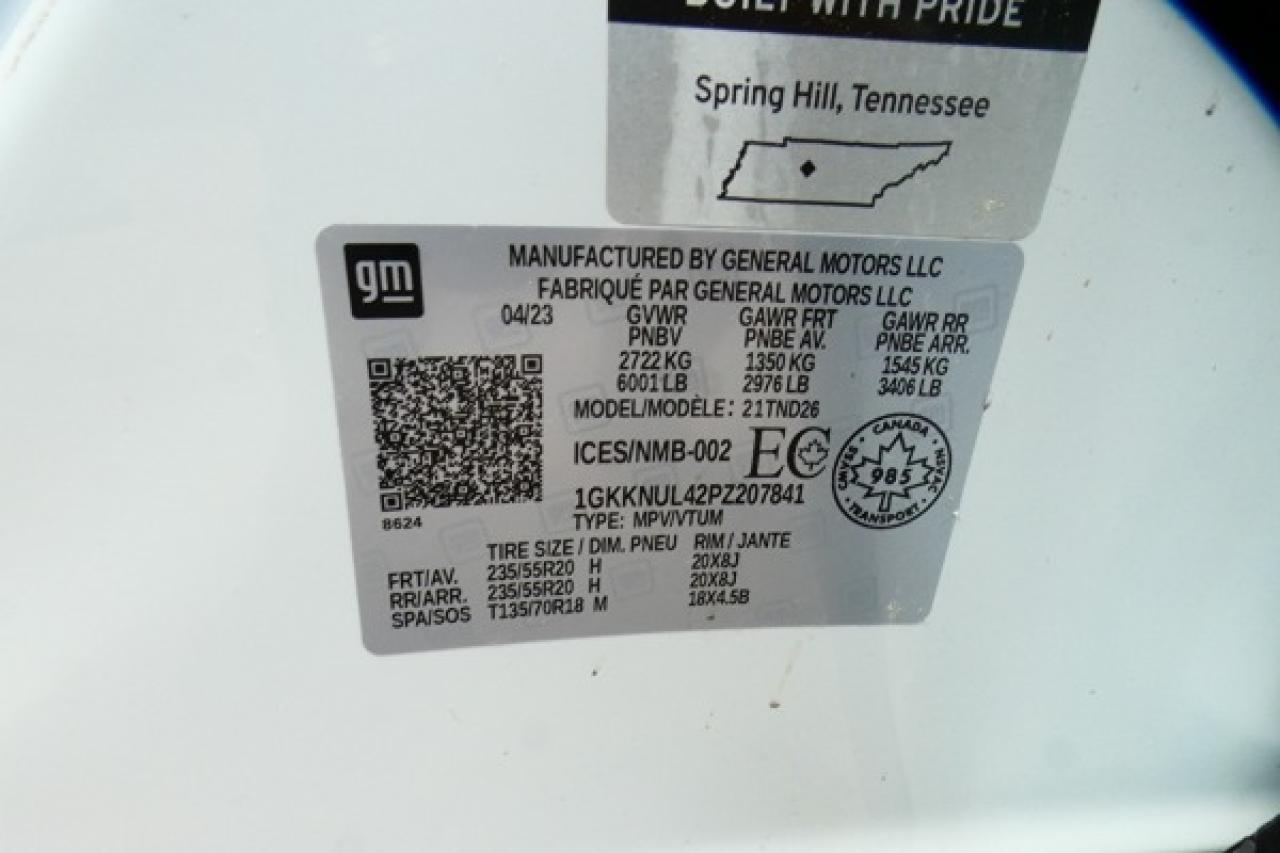 BUILT WITH PRIDE
Spring Hill, Tennessee
gm
MANUFACTURED BY GENERAL MOTORS LLC
FABRIQUÉ PAR GENERAL MOTORS LLC
04/23 GVWR GAWR FRT GAWR RR
PNBV PNBE AV. PNBE ARR.
2722 KG 1350 KG 1545 KG
6001 LB 2976 LB 3406 LB
MODEL/MODÈLE: 21TND26
ICES/NMB-002 EC
CANADA
985
NSVAC
BRAMV
TRANSPORT
1GKKNUL42PZ207841
8624
TYPE: MPV/VTUM
TIRE SIZE / DIM. PNEU RIM / JANTE
FRT/AV. 235/55R20 H 20X8J
RR/ARR. 235/55R20 H 20X8J
SPA/SOS T135/70R18 M 18X4.5B